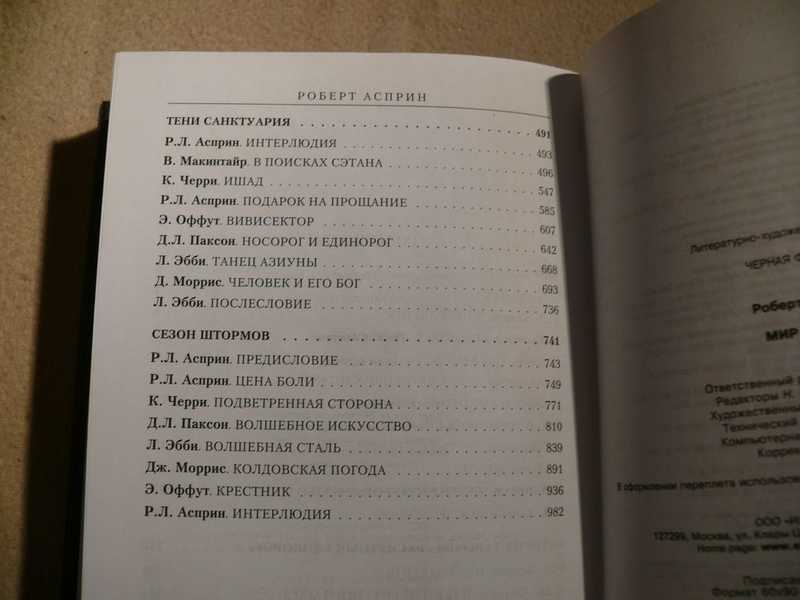 РОБЕРТ АСПРИН
ТЕНИ САНКТУАРИЯ . . . . . . . . . . . . . . . . . . . . . . . 491
Р.Л. Асприн. ИНТЕРЛЮДИЯ . . . . . . . . . . . . . . . . . . . 493
В. Макинтайр. В ПОИСКАХ СЭТАНА . . . . . . . . . . . . . . . 496
К. Черри. ИШАД . . . . . . . . . . . . . . . . . . . . . . . . 547
Р.Л. Асприн. ПОДАРОК НА ПРОЩАНИЕ . . . . . . . . . . . . . 585
Э. Оффут. ВИВИСЕКТОР . . . . . . . . . . . . . . . . . . . . . 607
Д.Л. Паксон. НОСОРОГ И ЕДИНОРОГ . . . . . . . . . . . . . . 642
Л. Эбби. ТАНЕЦ АЗИУНЫ . . . . . . . . . . . . . . . . . . . . 668
Д. Моррис. ЧЕЛОВЕК И ЕГО БОГ . . . . . . . . . . . . . . . . 693
Л. Эбби. ПОСЛЕСЛОВИЕ . . . . . . . . . . . . . . . . . . . . . 736
СЕЗОН ШТОРМОВ . . . . . . . . . . . . . . . . . . . . . . . . 741
Р.Л. Асприн. ПРЕДИСЛОВИЕ . . . . . . . . . . . . . . . . . . . 743
Р.Л. Асприн. ЦЕНА БОЛИ . . . . . . . . . . . . . . . . . . . . 749
К. Черри. ПОДВЕТРЕННАЯ СТОРОНА . . . . . . . . . . . . . . . 771
Д.Л. Паксон. ВОЛШЕБНОЕ ИСКУССТВО . . . . . . . . . . . . . . 810
Л. Эбби. ВОЛШЕБНАЯ СТАЛЬ . . . . . . . . . . . . . . . . . . . 839
Дж. Моррис. КОЛДОВСКАЯ ПОГОДА . . . . . . . . . . . . . . . 891
Э. Оффут. КРЕСТНИК . . . . . . . . . . . . . . . . . . . . . . 936
Р.Л. Асприн. ИНТЕРЛЮДИЯ . . . . . . . . . . . . . . . . . . . 982
Литературно-худож
ЧЕРНАЯ Ф
Роберт
МИР
Ответственный
Редакторы Н.
Художественны
Технический
Компьютерна
Коррек
В оформлении переплета использов
ООО «И
127299, Москва, ул. Клары Ц
Home page: www.e
Подписан
Формат 60x90